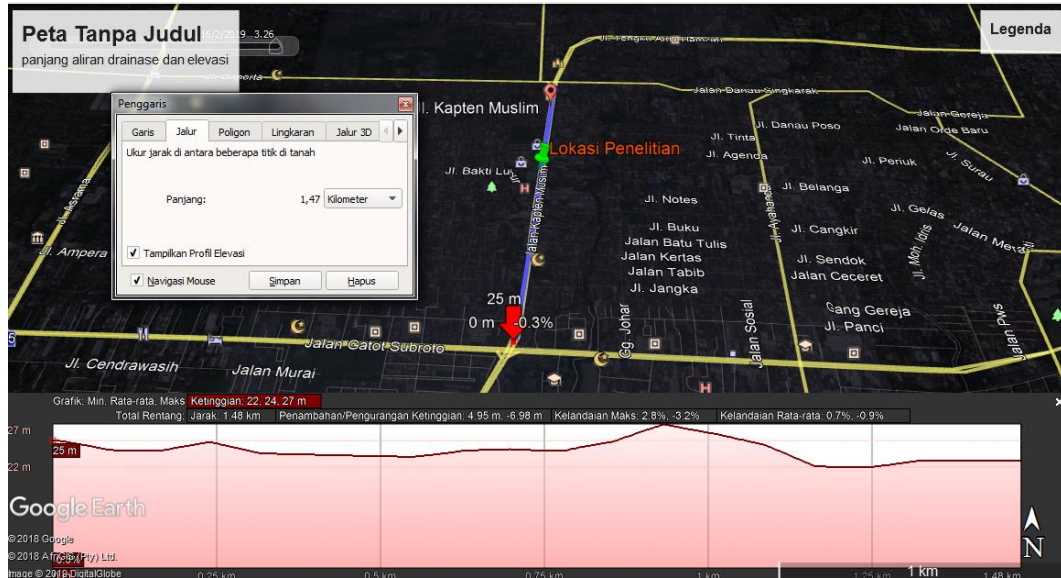 Peta Tanpa Judul
panjang aliran drainase dan elevasi
2/2019 3.26
Legenda
Penggaris
Garis Jalur Poligon Lingkaran Jalur 3D
Ukur jarak di antara beberapa titik di tanah
Panjang: 1,47 Kilometer
Tampilkan Profil Elevasi
Navigasi Mouse Simpan Hapus
l. Kapten Muslim
Lokasi Penelitian
Jalan Kapten Muslim
Jalan Danau Singkarak
Jalan Gereja
Jl. Danau Poso
Jalan Orde Baru
Jl. Tinta
Jl. Agenda
Jl. Periuk
Jl. Surau
Jl. Bakti Lu
Jl. Belanga
Jl. Notes
Jl. Gelas
Jl. Asrama
Jl. Buku
Jl. Cangkir
Jl. Moh Idris
Jalan Batu Tulis
Jl. Ampera
Jalan Kertas
Jl. Sendok
Jalan Tabib
Jalan Ceceret
Jl. Jangka
25 m
0 m -0.3%
Gg. Johar
Jalan Sosial
Gang Gereja
Jl. Panci
Jalan Pws
5
Jalan Gatot Subroto
Jl. Cendrawasih
Jalan Murai
Grafik: Min. Rata-rata, Maks Ketinggian: 22, 24, 27 m
Total Rentang: Jarak: 1.48 km Penambahan/Pengurangan Ketinggian: 4.95 m, -6.98 m Kelandaian Maks: 2.8%, -3.2% Kelandaian Rata-rata: 0.7%, -0.9%
27 m
25 m
22 m
Google Earth
© 2018 Google
© 2018 AfriGIS (Pty) Ltd.
Image © 2019 DigitalGlobe
0.25 km 0.5 km 0.75 km 1 km 1.25 km 1.48 km
1 km
N